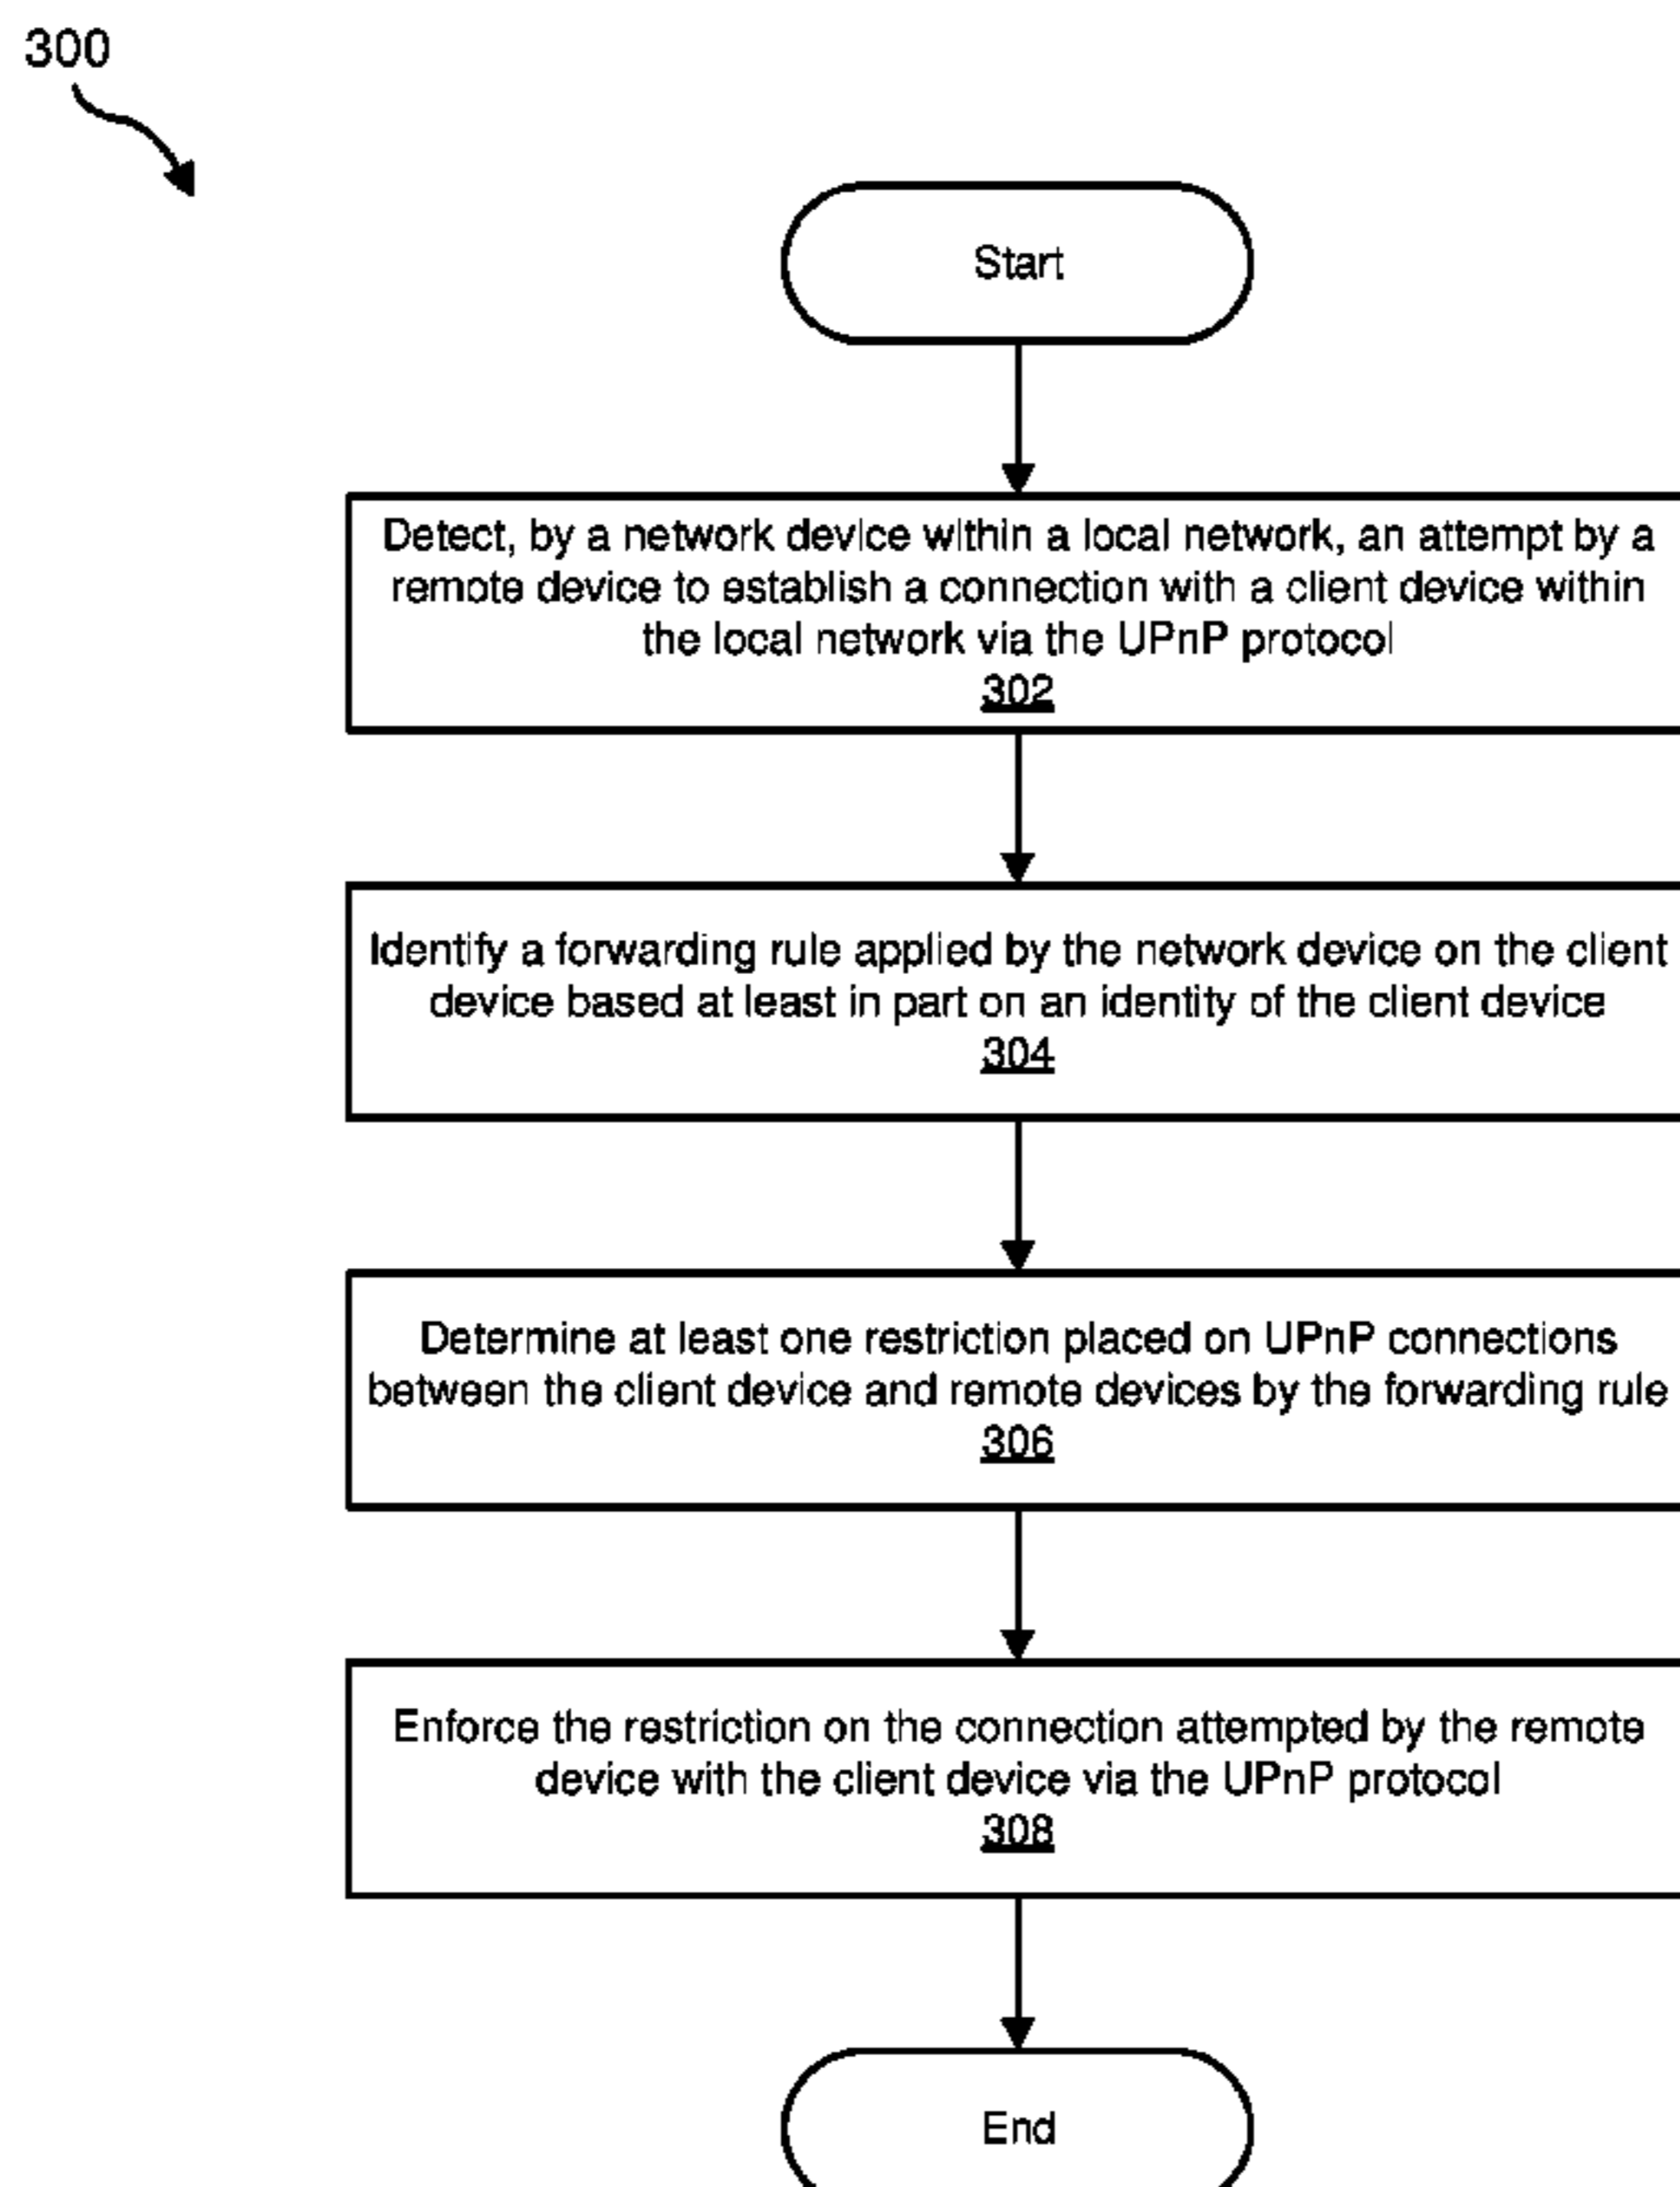 300
Start
Detect, by a network device within a local network, an attempt by a
remote device to establish a connection with a client device within
the local network via the UPnP protocol
302
Identify a forwarding rule applied by the network device on the client
device based at least in part on an identity of the client device
304
Determine at least one restriction placed on UPnP connections
between the client device and remote devices by the forwarding rule
306
Enforce the restriction on the connection attempted by the remote
device with the client device via the UPnP protocol
308
End